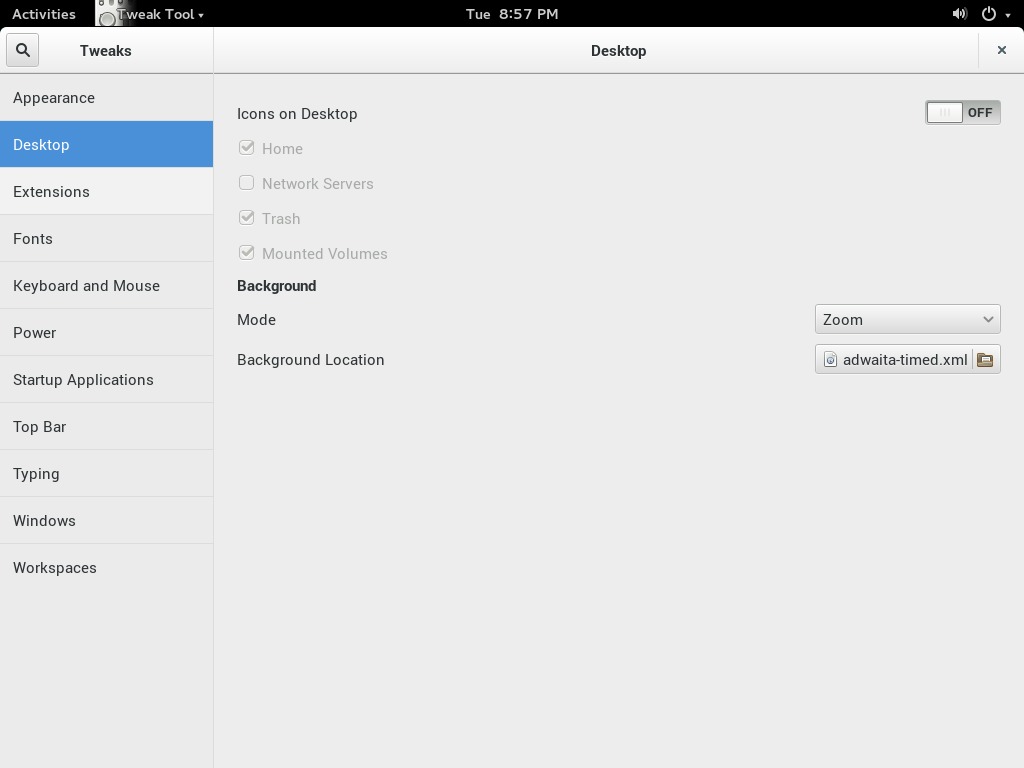 Activities Tweak Tool Tue 8:57 PM
Tweaks Desktop
Appearance
Desktop
Extensions
Fonts
Keyboard and Mouse
Power
Startup Applications
Top Bar
Typing
Windows
Workspaces
Icons on Desktop OFF
Home
Network Servers
Trash
Mounted Volumes
Background
Mode Zoom
Background Location adwaita-timed.xml